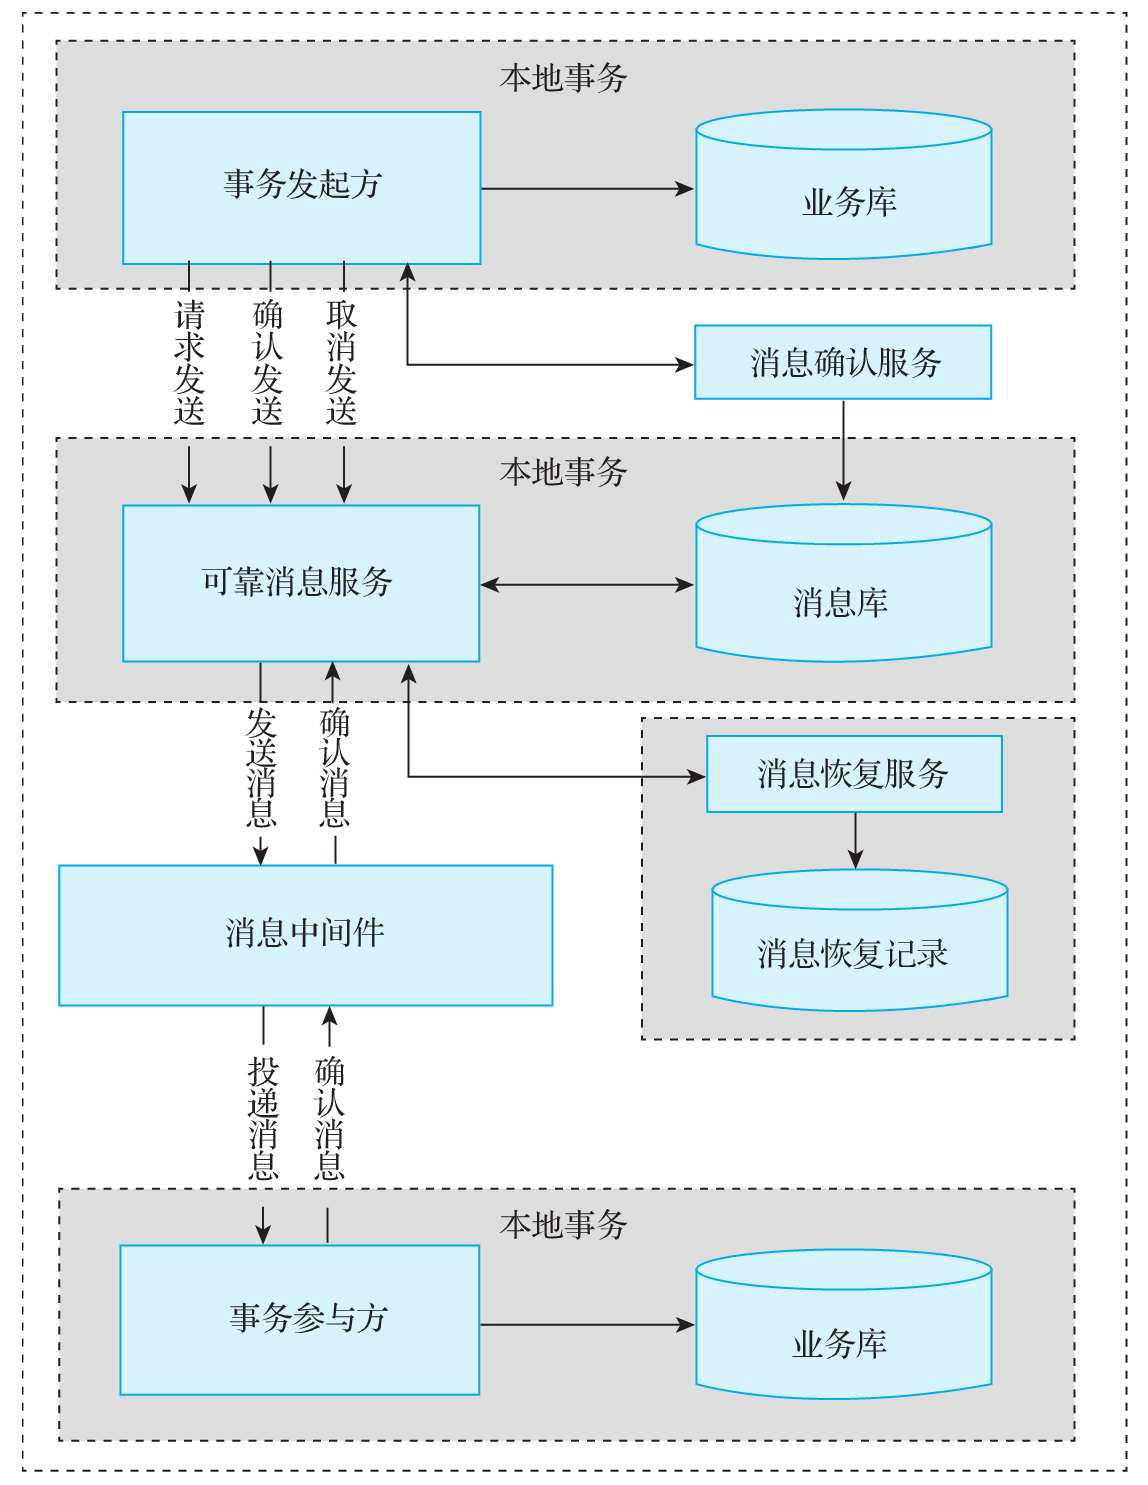 本地事务
事务发起方
业务库
请求发送
确认发送
取消发送
消息确认服务
本地事务
可靠消息服务
消息库
发送消息
确认消息
消息恢复服务
消息中间件
消息恢复记录
投递消息
确认消息
本地事务
事务参与方
业务库